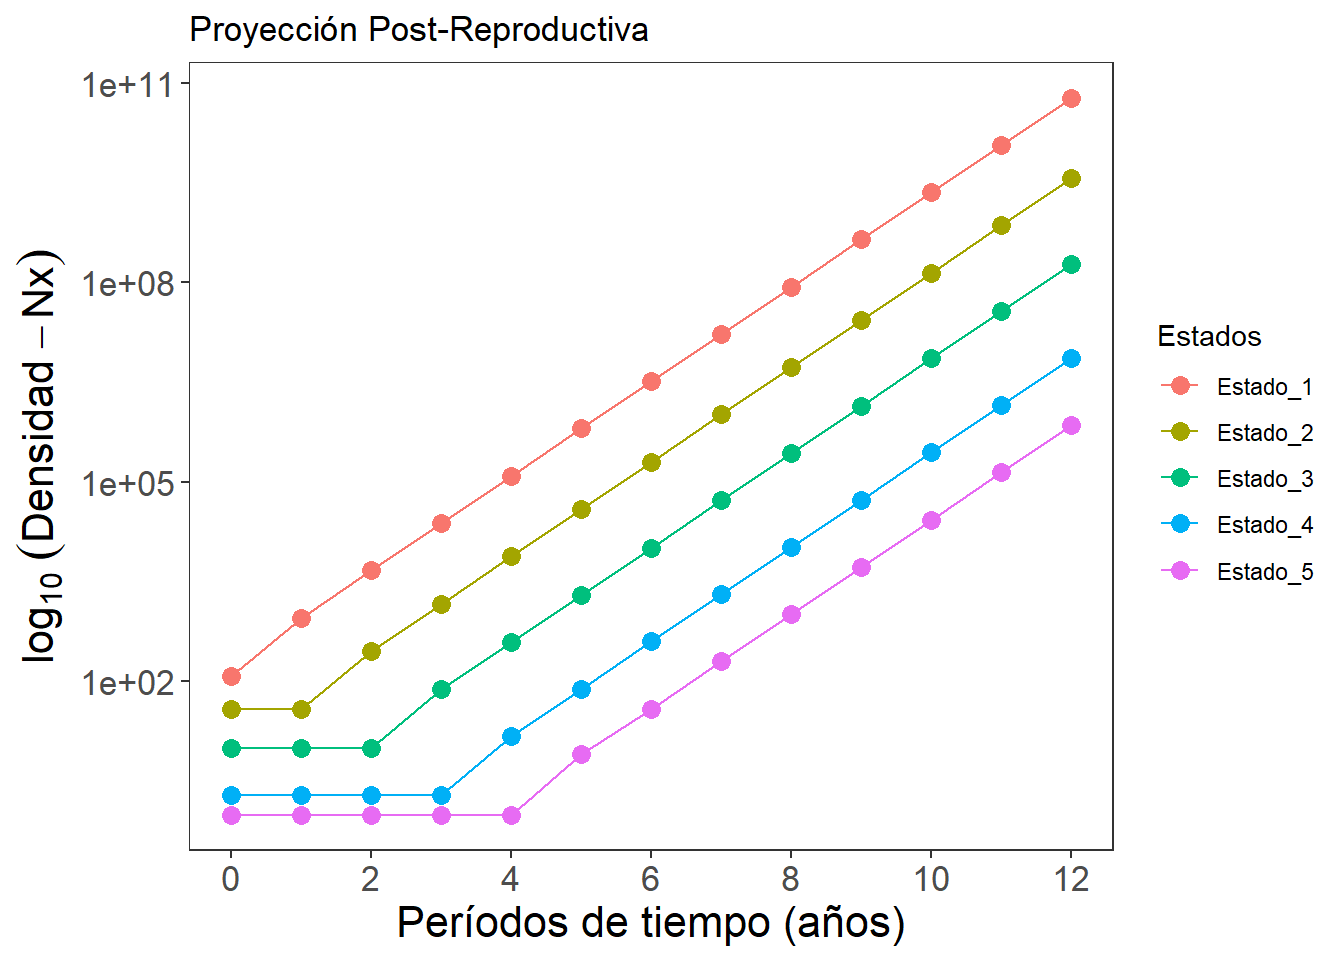 Proyección Post-Reproductiva
1e+11
1e+08
1e+05
1e+02
log10 (Densidad −Nx)
0 2 4 6 8 10 12
Períodos de tiempo (años)
Estados
Estado_1
Estado_2
Estado_3
Estado_4
Estado_5